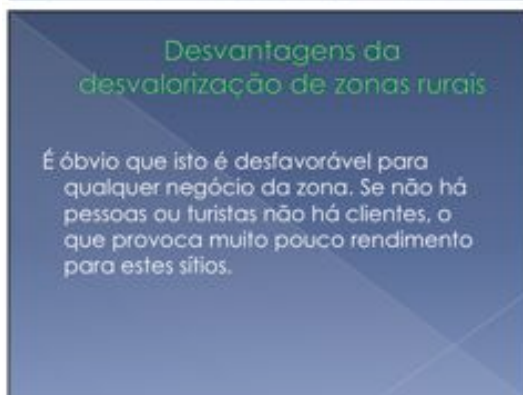 Desvantagens da
desvalorização de zonas rurais
É óbvio que isto é desfavorável para
qualquer negócio da zona. Se não há
pessoas ou turistas não há clientes, o
que provoca muito pouco rendimento
para estes sítios.